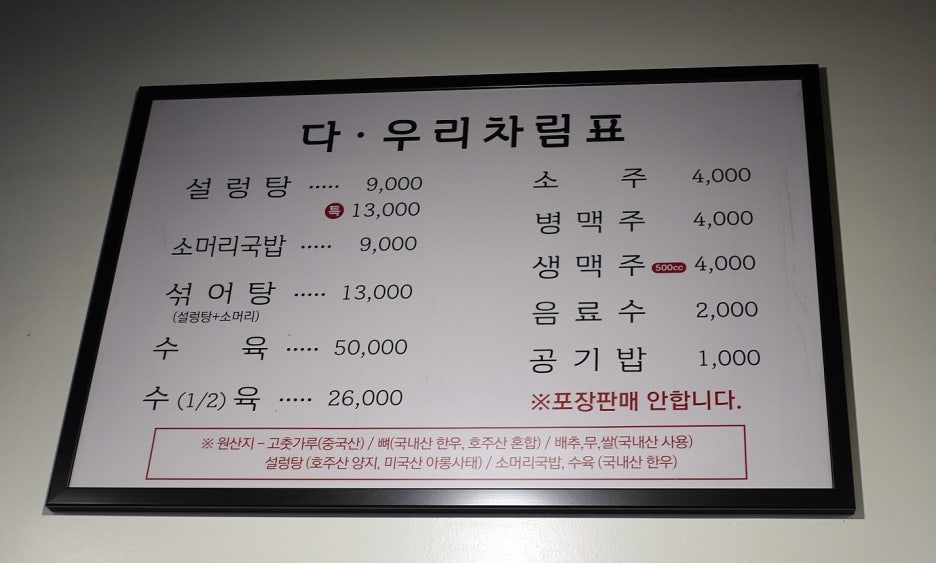 다·우리차림표
설렁탕 ····· 9,000
특 13,000
소머리국밥 ····· 9,000
섞어탕 ····· 13,000
(설렁탕+소머리)
수 육 ····· 50,000
수 (1/2) 육 ····· 26,000
소 주 4,000
병맥주 4,000
생맥주 500cc 4,000
음료수 2,000
공기밥 1,000
※포장판매 안합니다.
※ 원산지 - 고춧가루(중국산) / 뼈(국내산 한우, 호주산 혼합) / 배추,무,쌀(국내산 사용)
설렁탕 (호주산 양지, 미국산 아롱사태) / 소머리국밥, 수육 (국내산 한우)